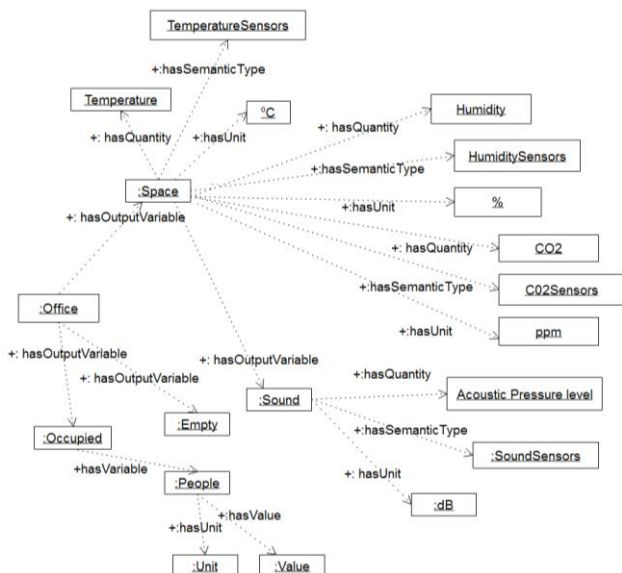 TemperatureSensors
+:hasSemanticType
Temperature
ºC
+: hasQuantity
+:hasUnit
Humidity
+: hasQuantity
HumiditySensors
+:hasSemanticType
:Space
%
+:hasUnit
+: hasOutputVariable
CO2
+: hasQuantity
C02Sensors
+:hasSemanticType
:Office
ppm
+:hasUnit
+: hasOutputVariable
+: hasOutputVariable
+: hasOutputVariable
+:hasQuantity
Acoustic Pressure level
:Sound
:Empty
+:hasSemanticType
:Occupied
:SoundSensors
+hasVariable
+: hasUnit
:People
:dB
+:hasValue
+:hasUnit
:Unit
:Value